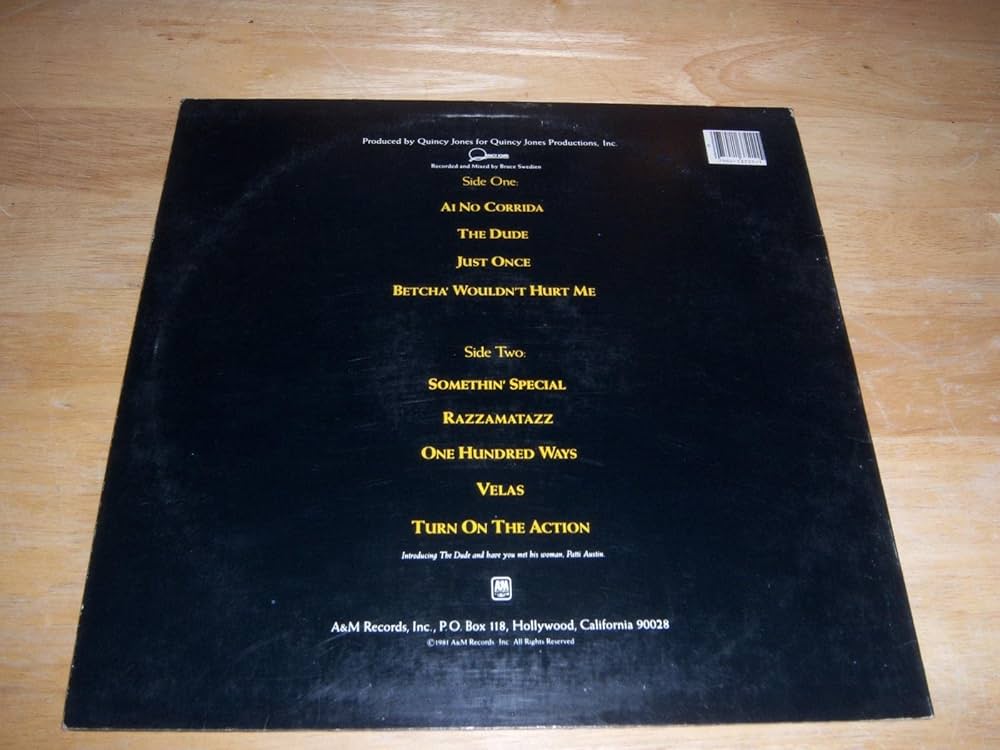 Produced by Quincy Jones for Quincy Jones Productions, Inc.
QUINCY JONES
Recorded and Mixed by Bruce Swedien
Side One:
AI NO CORRIDA
THE DUDE
JUST ONCE
BETCHA' WOULDN'T HURT ME
Side Two:
SOMETHIN' SPECIAL
RAZZAMATAZZ
ONE HUNDRED WAYS
VELAS
TURN ON THE ACTION
Introducing The Dude and have you met his woman, Patti Austin.
A&M
A&M Records, Inc., P.O. Box 118, Hollywood, California 90028
©1981 A&M Records Inc All Rights Reserved